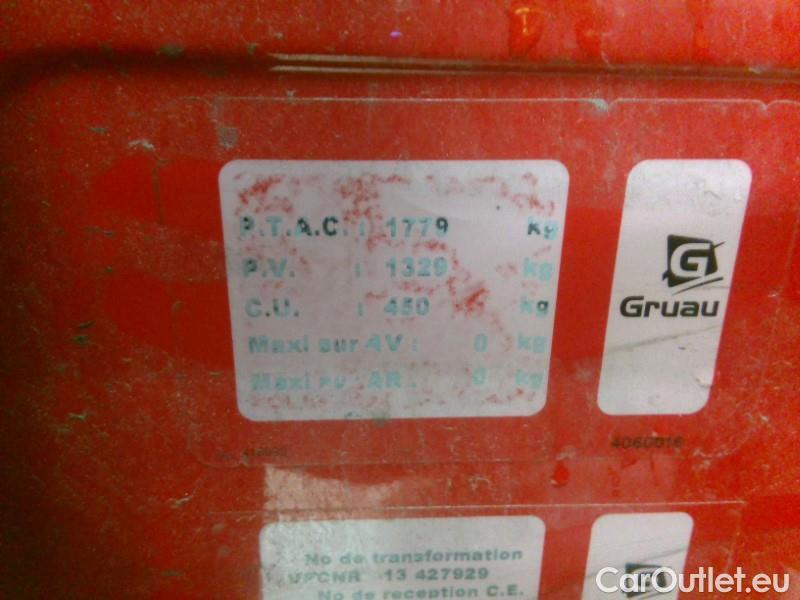 P.T.A.C. : 1779 kg
P.V. : 1329 kg
C.U. : 450 kg
Maxi sur AV : 0 kg
Maxi sur AR : 0 kg
G
Gruau
4060016
No de transformation
13 427929
No de reception C.E.
CarOutlet.eu